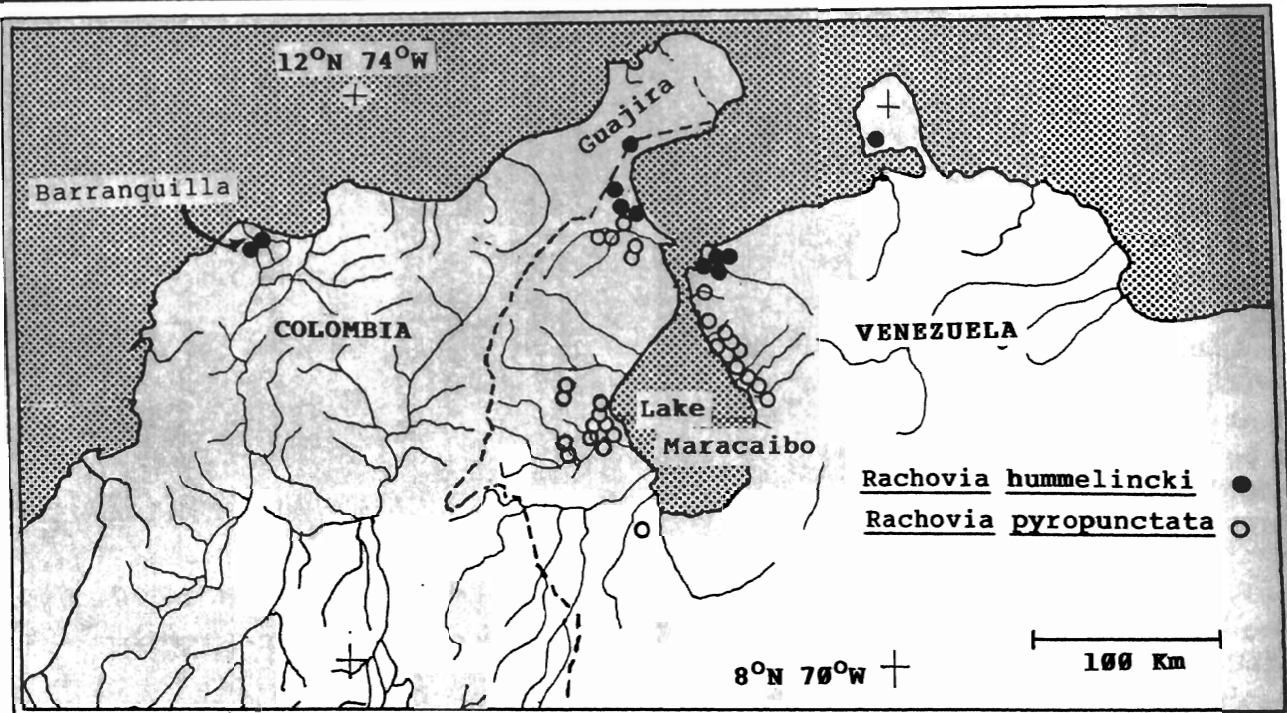 12°N 74°W
Guajira
Barranquilla
COLOMBIA
VENEZUELA
Lake
Maracaibo
Rachovia hummelincki
Rachovia pyropunctata
8°N 70°W
100 Km